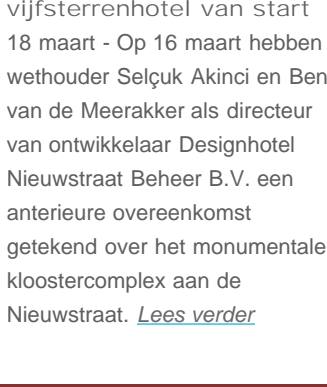 vijfsterrenhotel van start
18 maart - Op 16 maart hebben
wethouder Selçuk Akinci en Ben
van de Meerakker als directeur
van ontwikkelaar Designhotel
Nieuwstraat Beheer B.V. een
anterieure overeenkomst
getekend over het monumentale
kloostercomplex aan de
Nieuwstraat. Lees verder